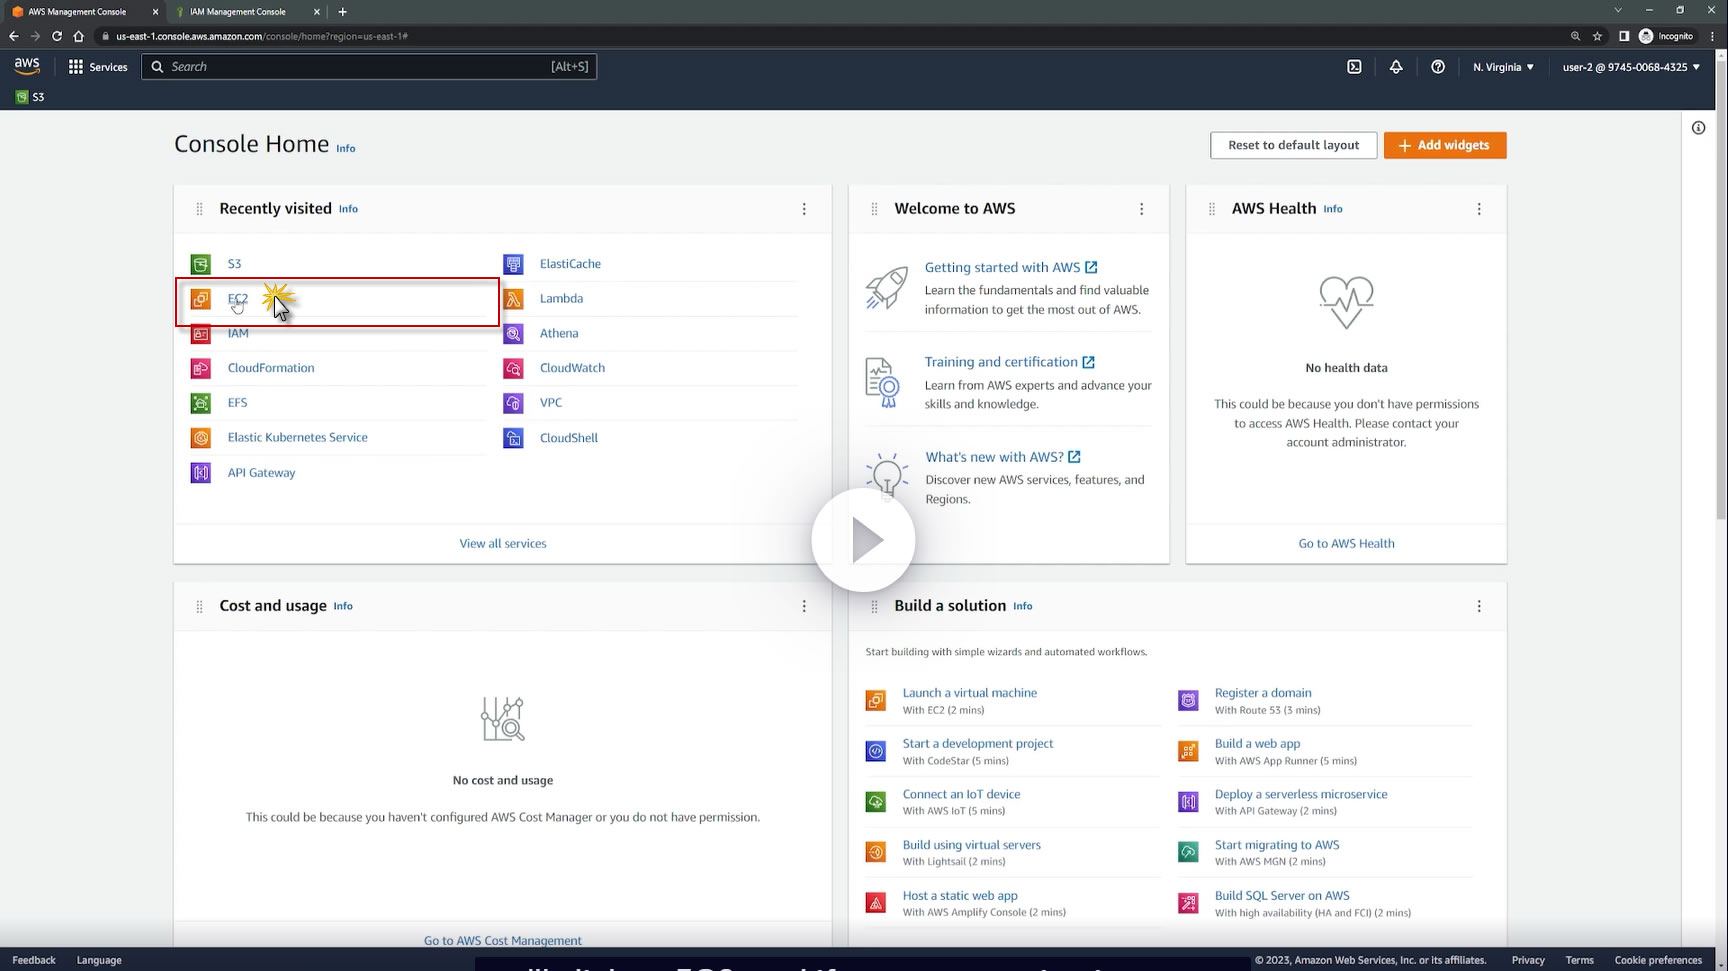 AWS Management Console
IAM Management Console
us-east-1.console.aws.amazon.com/console/home?region=us-east-1#
Incognito
aws
Services
Search
[Alt+S]
N. Virginia
user-2 @ 9745-0068-4325
S3
Console Home Info
Reset to default layout
Add widgets
Recently visited Info
S3
EC2
IAM
CloudFormation
EFS
Elastic Kubernetes Service
API Gateway
ElastiCache
Lambda
Athena
CloudWatch
VPC
CloudShell
View all services
Welcome to AWS
Getting started with AWS
Learn the fundamentals and find valuable
information to get the most out of AWS.
Training and certification
Learn from AWS experts and advance your
skills and knowledge.
What's new with AWS?
Discover new AWS services, features, and
Regions.
AWS Health Info
No health data
This could be because you don't have permissions
to access AWS Health. Please contact your
account administrator.
Go to AWS Health
Cost and usage Info
No cost and usage
This could be because you haven't configured AWS Cost Manager or you do not have permission.
Go to AWS Cost Management
Build a solution Info
Start building with simple wizards and automated workflows.
Launch a virtual machine
With EC2 (2 mins)
Start a development project
With CodeStar (5 mins)
Connect an IoT device
With AWS IoT (5 mins)
Build using virtual servers
With Lightsail (2 mins)
Host a static web app
With AWS Amplify Console (2 mins)
Register a domain
With Route 53 (3 mins)
Build a web app
With AWS App Runner (5 mins)
Deploy a serverless microservice
With API Gateway (2 mins)
Start migrating to AWS
With AWS MGN (2 mins)
Build SQL Server on AWS
With high availability (HA and FCI) (2 mins)
Feedback
Language
© 2023, Amazon Web Services, Inc. or its affiliates.
Privacy
Terms
Cookie preferences